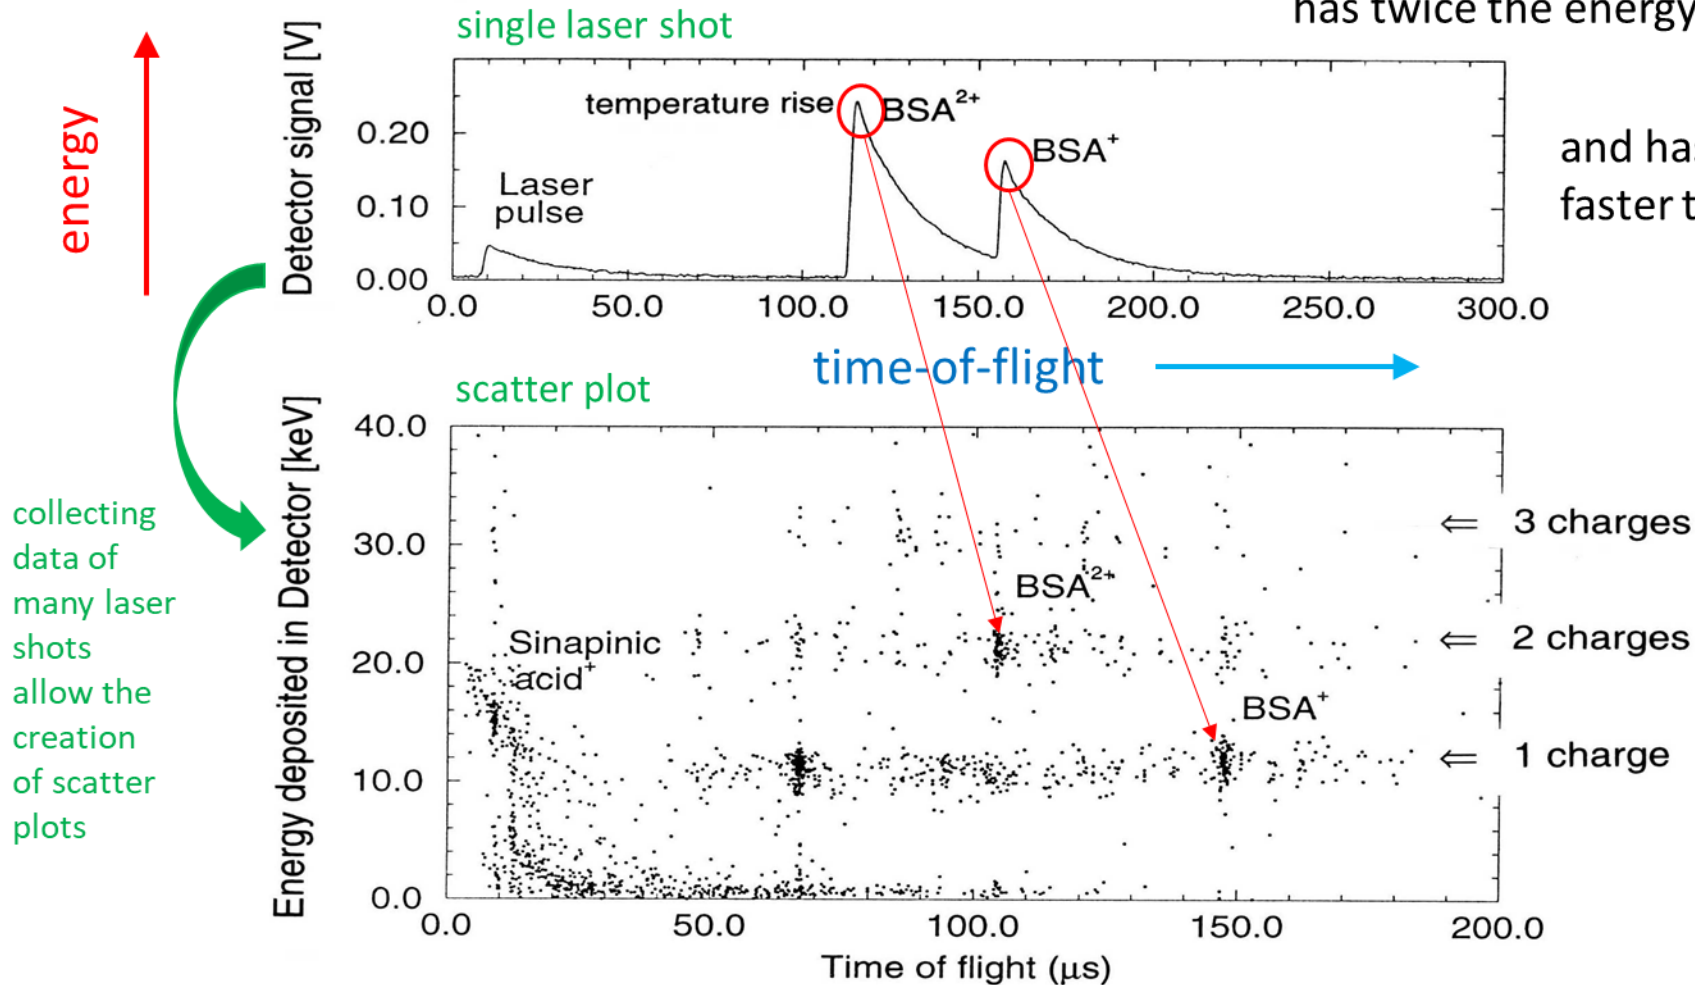 single laser shot
has twice the energy
energy
Detector signal [V]
temperature rise
BSA²⁺
BSA⁺
Laser
pulse
0.20
0.10
0.00
0.0 50.0 100.0 150.0 200.0 250.0 300.0
and has
faster t
time-of-flight
scatter plot
Energy deposited in Detector [keV]
40.0
30.0
20.0
10.0
0.0
collecting
data of
many laser
shots
allow the
creation
of scatter
plots
⇐ 3 charges
BSA²⁺
Sinapinic
acid⁺
⇐ 2 charges
BSA⁺
⇐ 1 charge
0.0 50.0 100.0 150.0 200.0
Time of flight (μs)